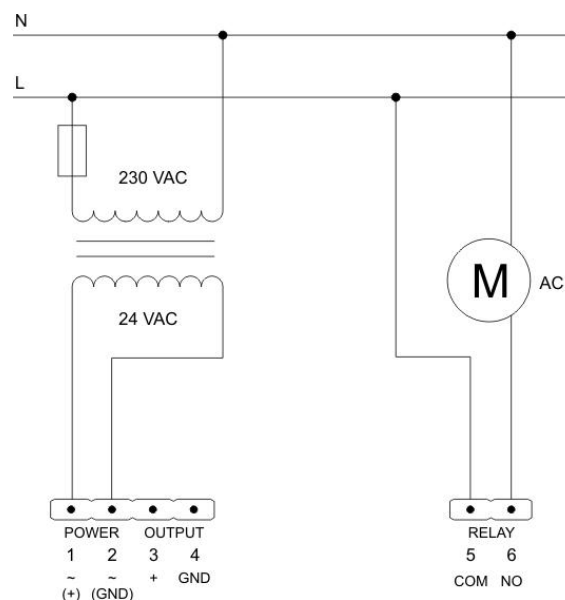 N
L
230 VAC
M AC
24 VAC
POWER OUTPUT RELAY
1 2 3 4 5 6
~ ~ + GND COM NO
(+) (GND)